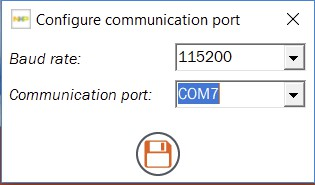 Configure communication port
Baud rate: 115200
Communication port: COM7